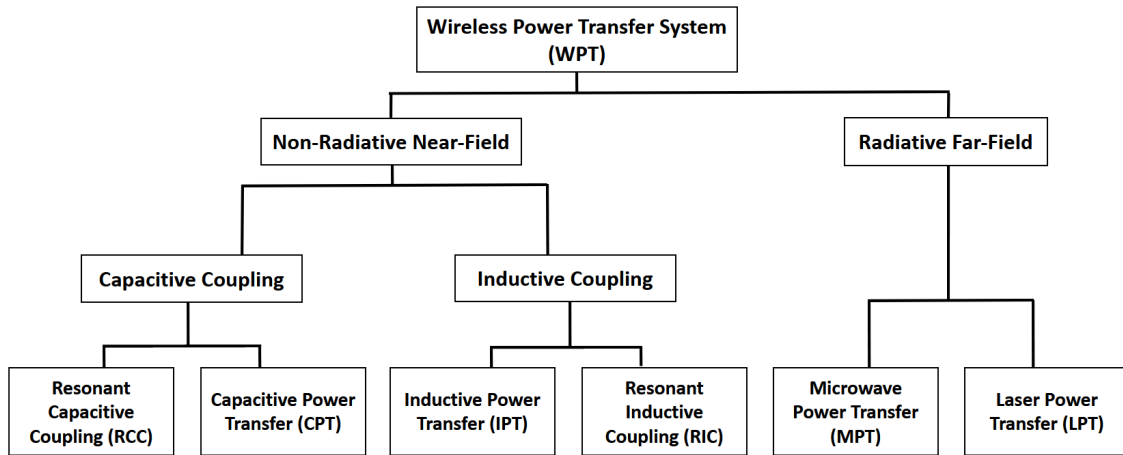 Wireless Power Transfer System
(WPT)
Non-Radiative Near-Field
Radiative Far-Field
Capacitive Coupling
Inductive Coupling
Resonant
Capacitive
Coupling (RCC)
Capacitive Power
Transfer (CPT)
Inductive Power
Transfer (IPT)
Resonant
Inductive
Coupling (RIC)
Microwave
Power Transfer
(MPT)
Laser Power
Transfer (LPT)